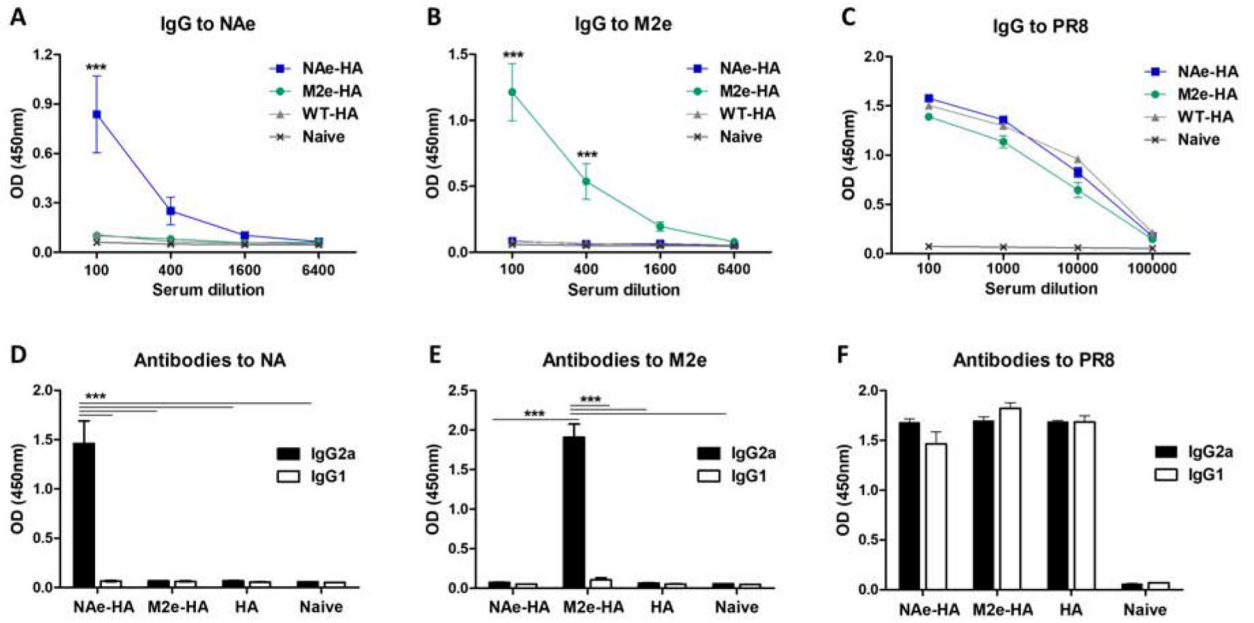 A
IgG to NAe
OD (450nm)
1.2
0.9
0.6
0.3
0.0
***
NAe-HA
M2e-HA
WT-HA
Naive
100 400 1600 6400
Serum dilution
B
IgG to M2e
OD (450nm)
1.5
1.0
0.5
0.0
***
***
NAe-HA
M2e-HA
WT-HA
Naive
100 400 1600 6400
Serum dilution
C
IgG to PR8
OD (450nm)
2.0
1.5
1.0
0.5
0.0
NAe-HA
M2e-HA
WT-HA
Naive
100 1000 10000 100000
Serum dilution
D
Antibodies to NA
OD (450nm)
2.0
1.5
1.0
0.5
0.0
***
IgG2a
IgG1
NAe-HA M2e-HA HA Naive
E
Antibodies to M2e
OD (450nm)
2.5
2.0
1.5
1.0
0.5
0.0
***
***
IgG2a
IgG1
NAe-HA M2e-HA HA Naive
F
Antibodies to PR8
OD (450nm)
2.0
1.5
1.0
0.5
0.0
IgG2a
IgG1
NAe-HA M2e-HA HA Naive